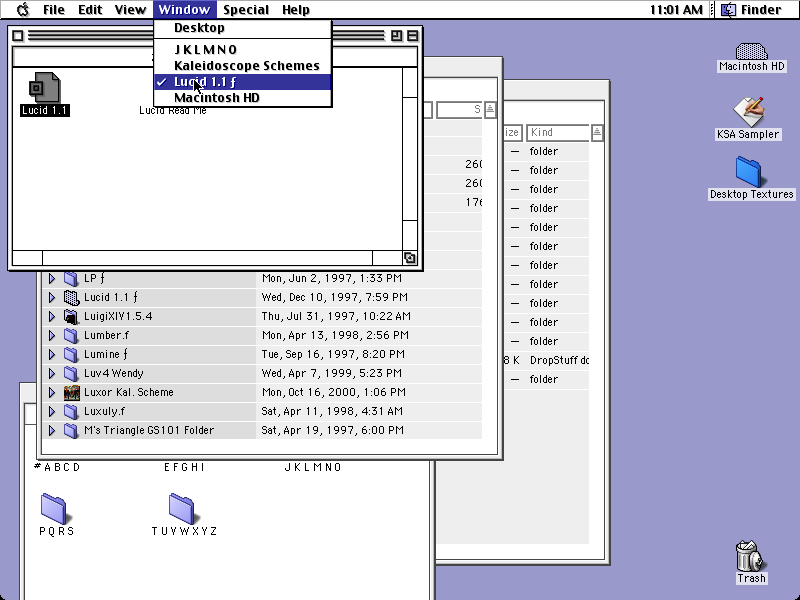 File Edit View Window Special Help 11:01 AM Finder
Desktop
J K L M N O
Kaleidoscope Schemes
✓ Lucid 1.1 ƒ
Macintosh HD
Lucid 1.1
Lucid Read Me
S
260
260
176
ize Kind
— folder
— folder
— folder
— folder
— folder
— folder
— folder
— folder
— folder
— folder
— folder
8 K DropStuff do
— folder
LP ƒ Mon, Jun 2, 1997, 1:33 PM
Lucid 1.1 ƒ Wed, Dec 10, 1997, 7:59 PM
LuigiXIV1.5.4 Thu, Jul 31, 1997, 10:22 AM
Lumber.f Mon, Apr 13, 1998, 2:56 PM
Lumine ƒ Tue, Sep 16, 1997, 8:20 PM
Luv4 Wendy Wed, Apr 7, 1999, 5:23 PM
Luxor Kal. Scheme Mon, Oct 16, 2000, 1:06 PM
Luxuly.f Sat, Apr 11, 1998, 4:31 AM
M's Triangle GS101 Folder Sat, Apr 19, 1997, 6:00 PM
#A B C D
E F G H I
J K L M N O
P Q R S
T U V W X Y Z
Macintosh HD
KSA Sampler
Desktop Textures
Trash